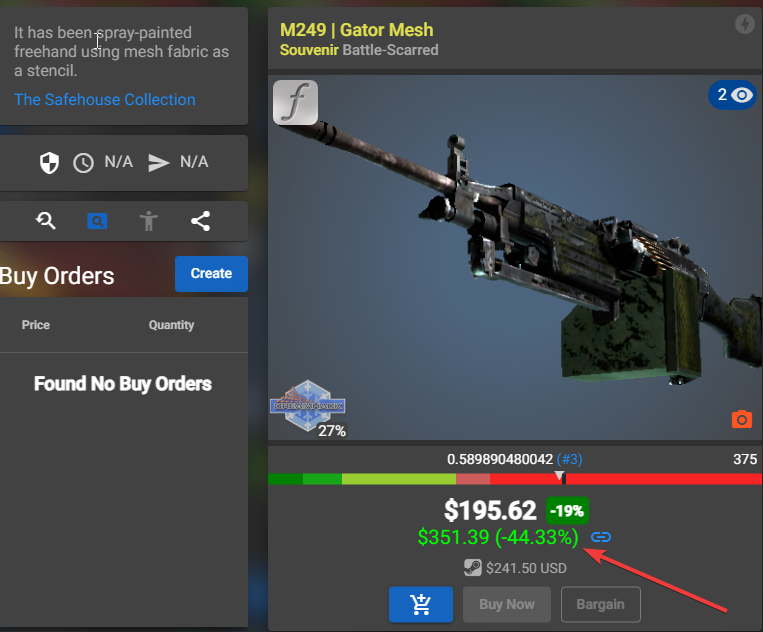 It has been spray-painted
freehand using mesh fabric as
a stencil.
The Safehouse Collection
N/A
N/A
Buy Orders
Create
Price
Quantity
Found No Buy Orders
M249 | Gator Mesh
Souvenir Battle-Scarred
f
2
DREAMHACK
27%
0.589890480042 (#3)
375
$195.62 -19%
$351.39 (-44.33%)
$241.50 USD
Buy Now
Bargain